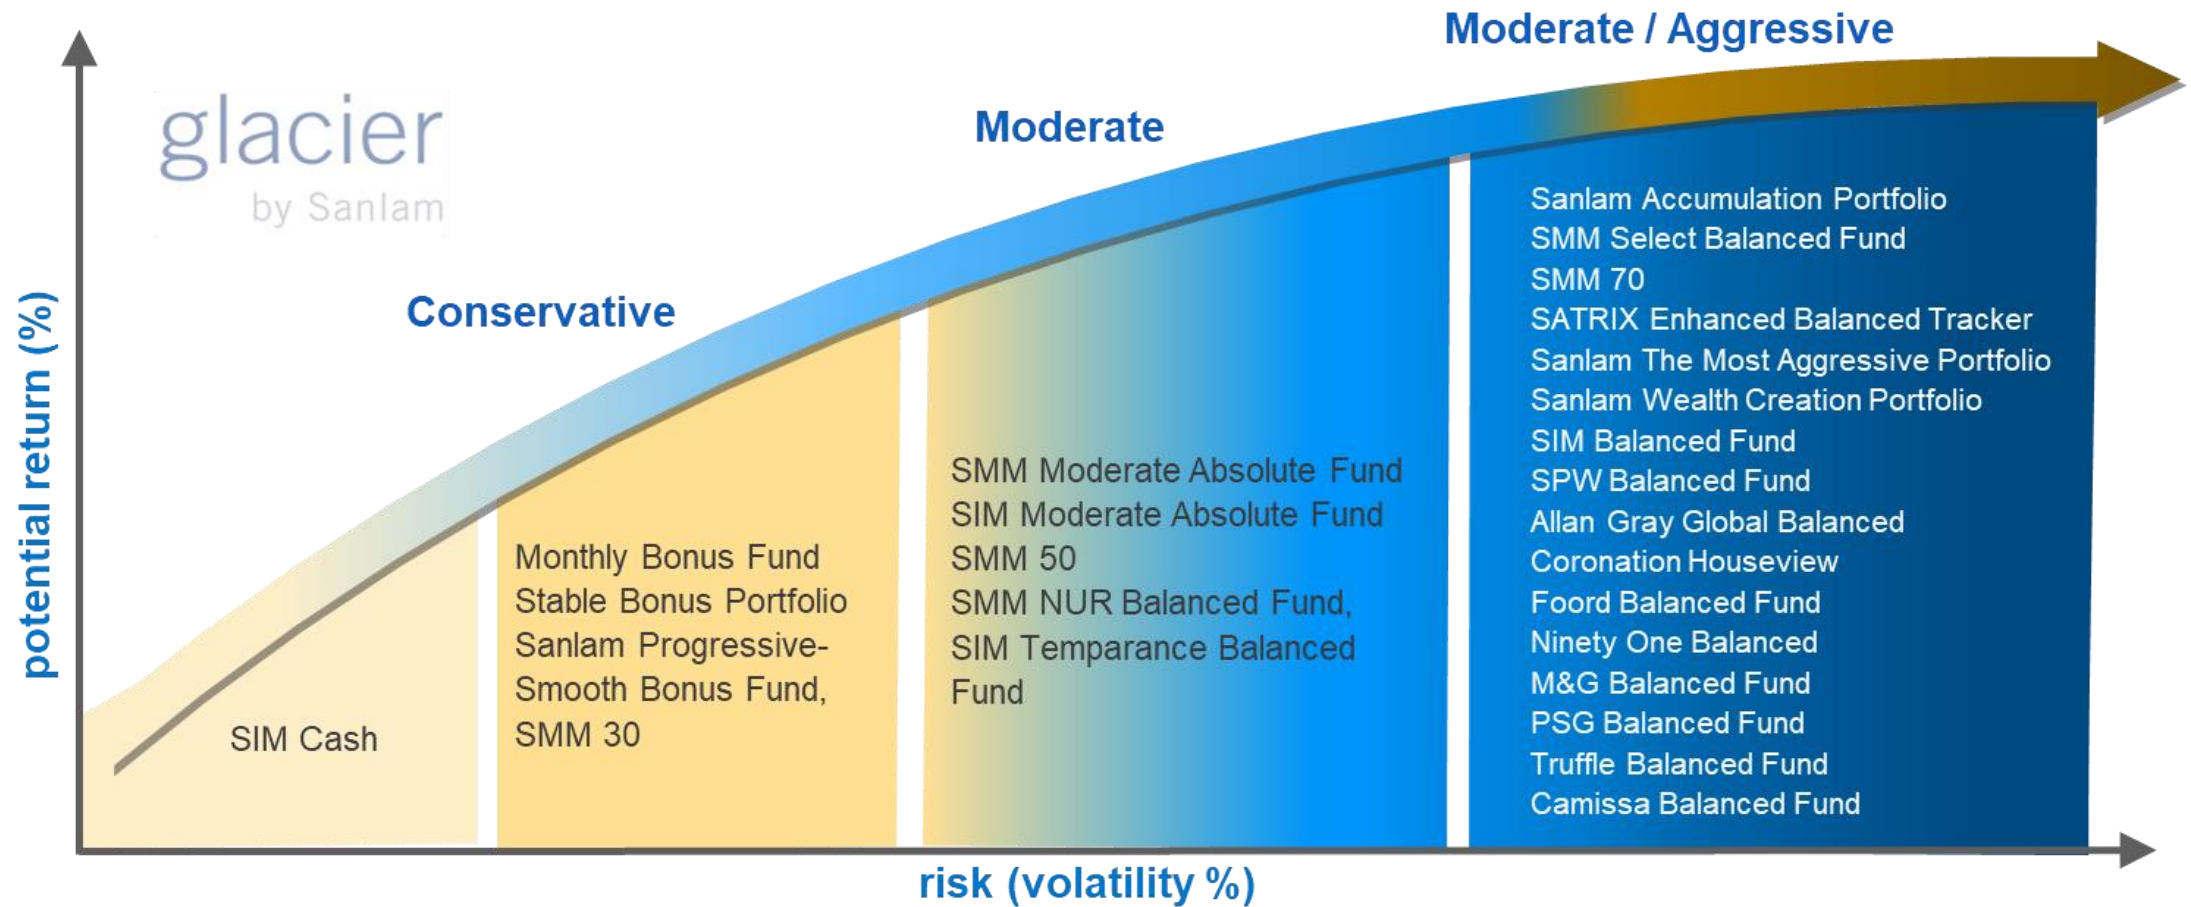 Moderate / Aggressive
glacier
by Sanlam
Moderate
Conservative
potential return (%)
SIM Cash
Monthly Bonus Fund
Stable Bonus Portfolio
Sanlam Progressive-
Smooth Bonus Fund,
SMM 30
SMM Moderate Absolute Fund
SIM Moderate Absolute Fund
SMM 50
SMM NUR Balanced Fund,
SIM Temparance Balanced
Fund
Sanlam Accumulation Portfolio
SMM Select Balanced Fund
SMM 70
SATRIX Enhanced Balanced Tracker
Sanlam The Most Aggressive Portfolio
Sanlam Wealth Creation Portfolio
SIM Balanced Fund
SPW Balanced Fund
Allan Gray Global Balanced
Coronation Houseview
Foord Balanced Fund
Ninety One Balanced
M&G Balanced Fund
PSG Balanced Fund
Truffle Balanced Fund
Camissa Balanced Fund
risk (volatility %)